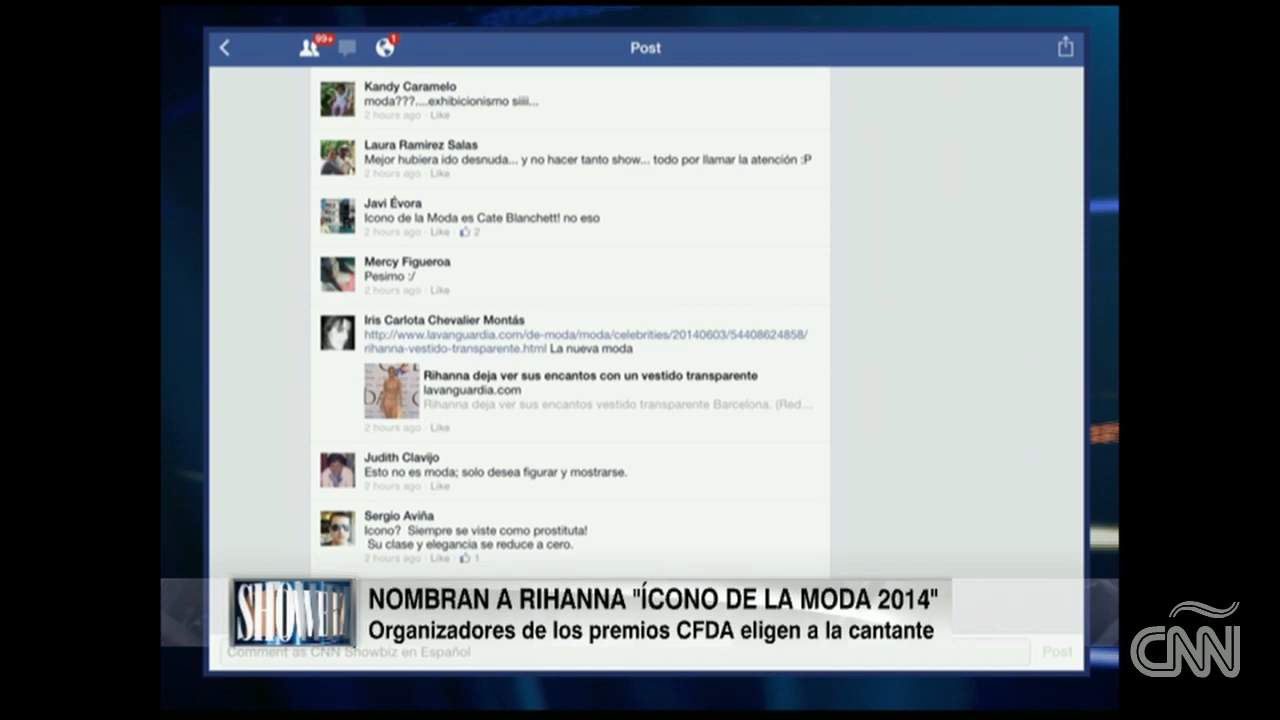 99+
1
Post
Kandy Caramelo
moda???....exhibicionismo siiii...
2 hours ago · Like
Laura Ramirez Salas
Mejor hubiera ido desnuda... y no hacer tanto show... todo por llamar la atención :P
2 hours ago · Like
Javi Évora
Icono de la Moda es Cate Blanchett! no eso
2 hours ago · Like · 2
Mercy Figueroa
Pesimo :/
2 hours ago · Like
Iris Carlota Chevalier Montás
http://www.lavanguardia.com/de-moda/moda/celebrities/20140603/54408624858/
rihanna-vestido-transparente.html La nueva moda
Rihanna deja ver sus encantos con un vestido transparente
lavanguardia.com
Rihanna deja ver sus encantos vestido transparente Barcelona. (Red...
2 hours ago · Like
Judith Clavijo
Esto no es moda; solo desea figurar y mostrarse.
2 hours ago · Like
Sergio Aviña
Icono? Siempre se viste como prostituta!
Su clase y elegancia se reduce a cero.
2 hours ago · Like · 1
SHOWBIZ
NOMBRAN A RIHANNA "ÍCONO DE LA MODA 2014"
Organizadores de los premios CFDA eligen a la cantante
Comment as CNN Showbiz en Español
Post
CÑN